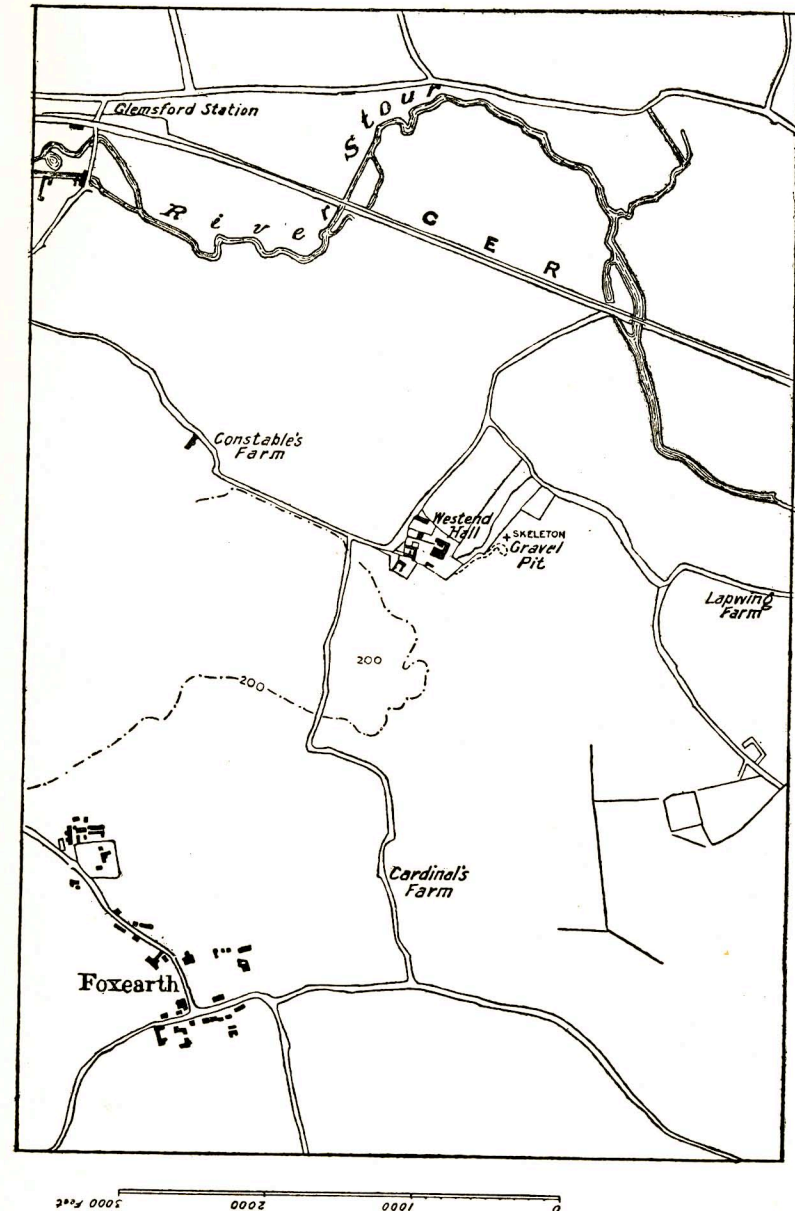 Glemsford Station
River Stour
G E R
Constable's
Farm
Westend
Hall
+ SKELETON
Gravel
Pit
Lapwing
Farm
200
200
Cardinal's
Farm
Foxearth
3000 Feet 2000 1000 0